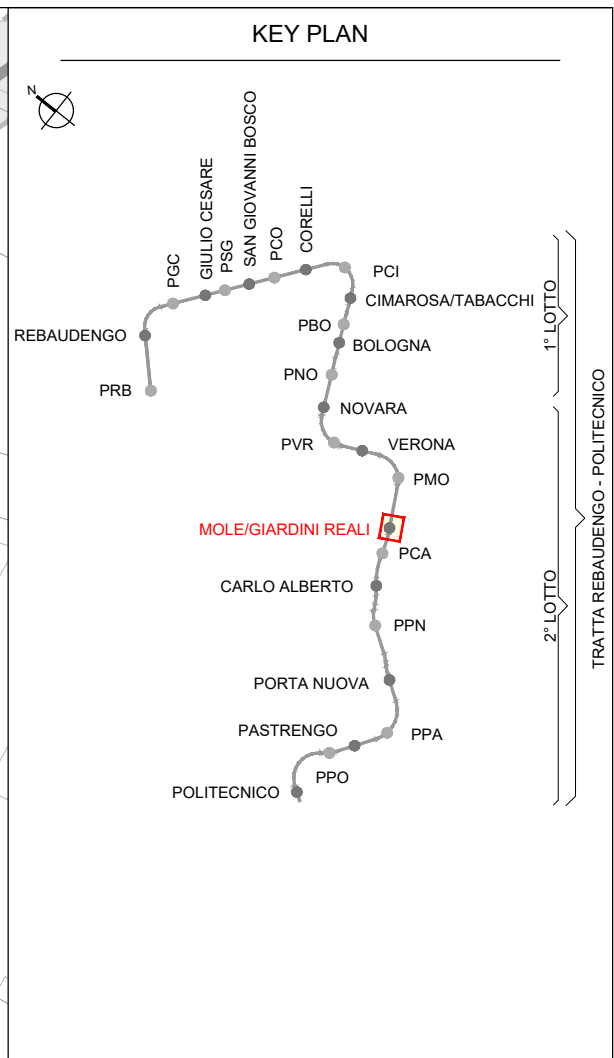 KEY PLAN
N
PGC
GIULIO CESARE
PSG
SAN GIOVANNI BOSCO
PCO
CORELLI
PCI
CIMAROSA/TABACCHI
REBAUDENGO
PBO
BOLOGNA
PNO
PRB
NOVARA
PVR
VERONA
PMO
MOLE/GIARDINI REALI
PCA
CARLO ALBERTO
PPN
PORTA NUOVA
PASTRENGO
PPA
PPO
POLITECNICO
1° LOTTO
2° LOTTO
TRATTA REBAUDENGO - POLITECNICO